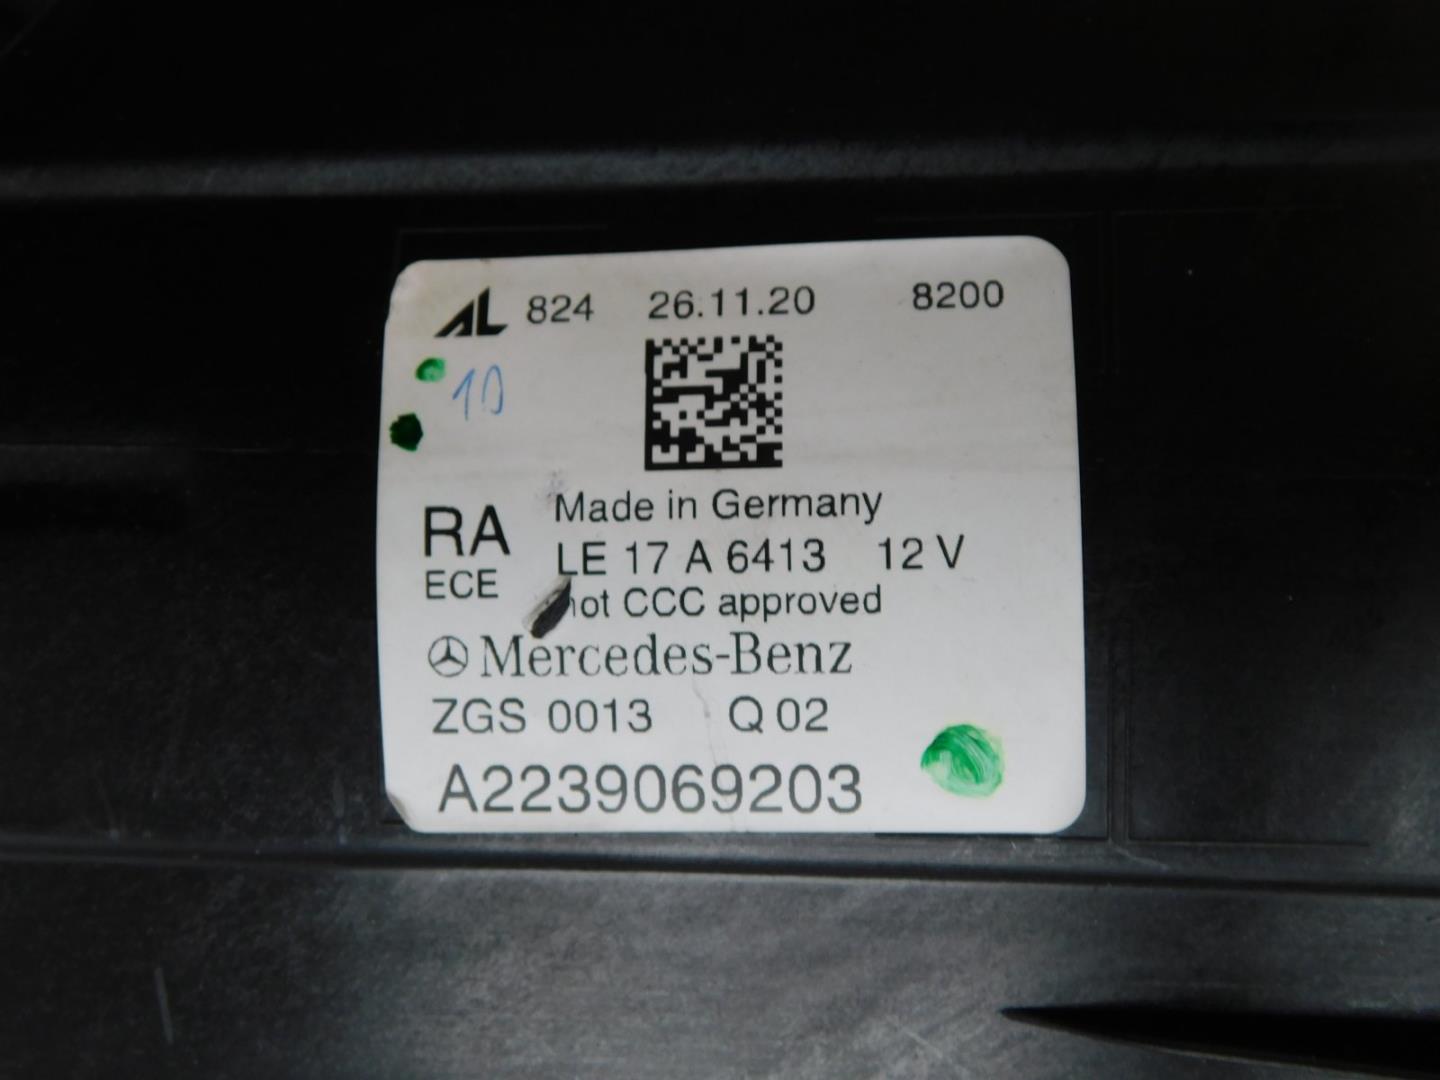 AL 824 26.11.20 8200
10
RA Made in Germany
LE 17 A 6413 12 V
ECE
not CCC approved
Mercedes-Benz
ZGS 0013 Q 02
A2239069203